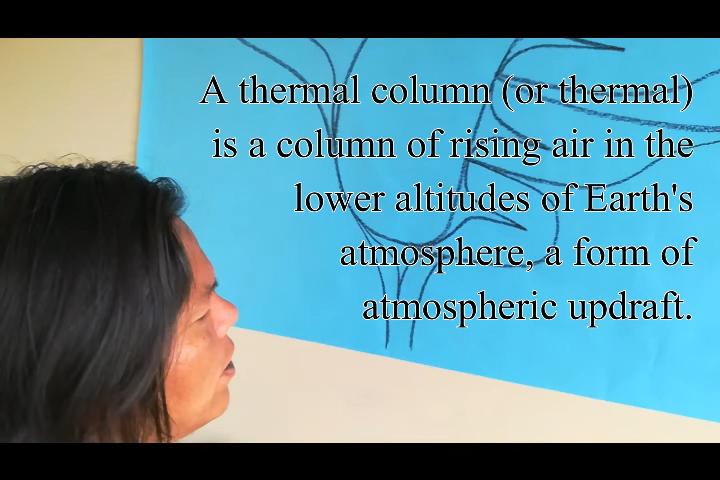 A thermal column (or thermal)
is a column of rising air in the
lower altitudes of Earth's
atmosphere, a form of
atmospheric updraft.